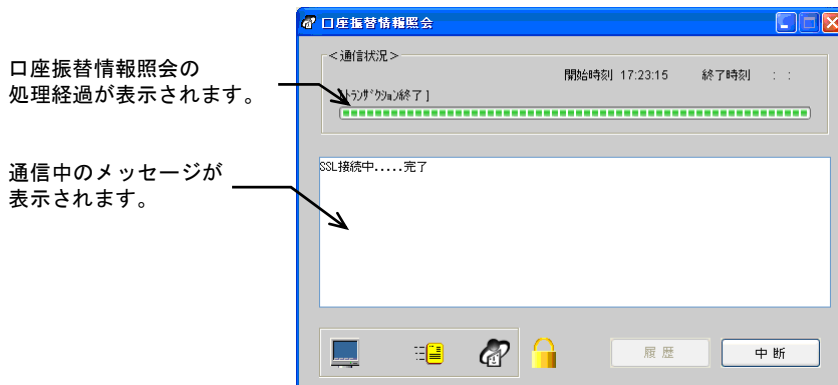 口座振替情報照会
＜通信状況＞
開始時刻 17:23:15 終了時刻 : :
ﾄﾗﾝｻﾞｸｼｮﾝ終了 ]
SSL接続中.....完了
履 歴
中 断
口座振替情報照会の
処理経過が表示されます。
通信中のメッセージが
表示されます。